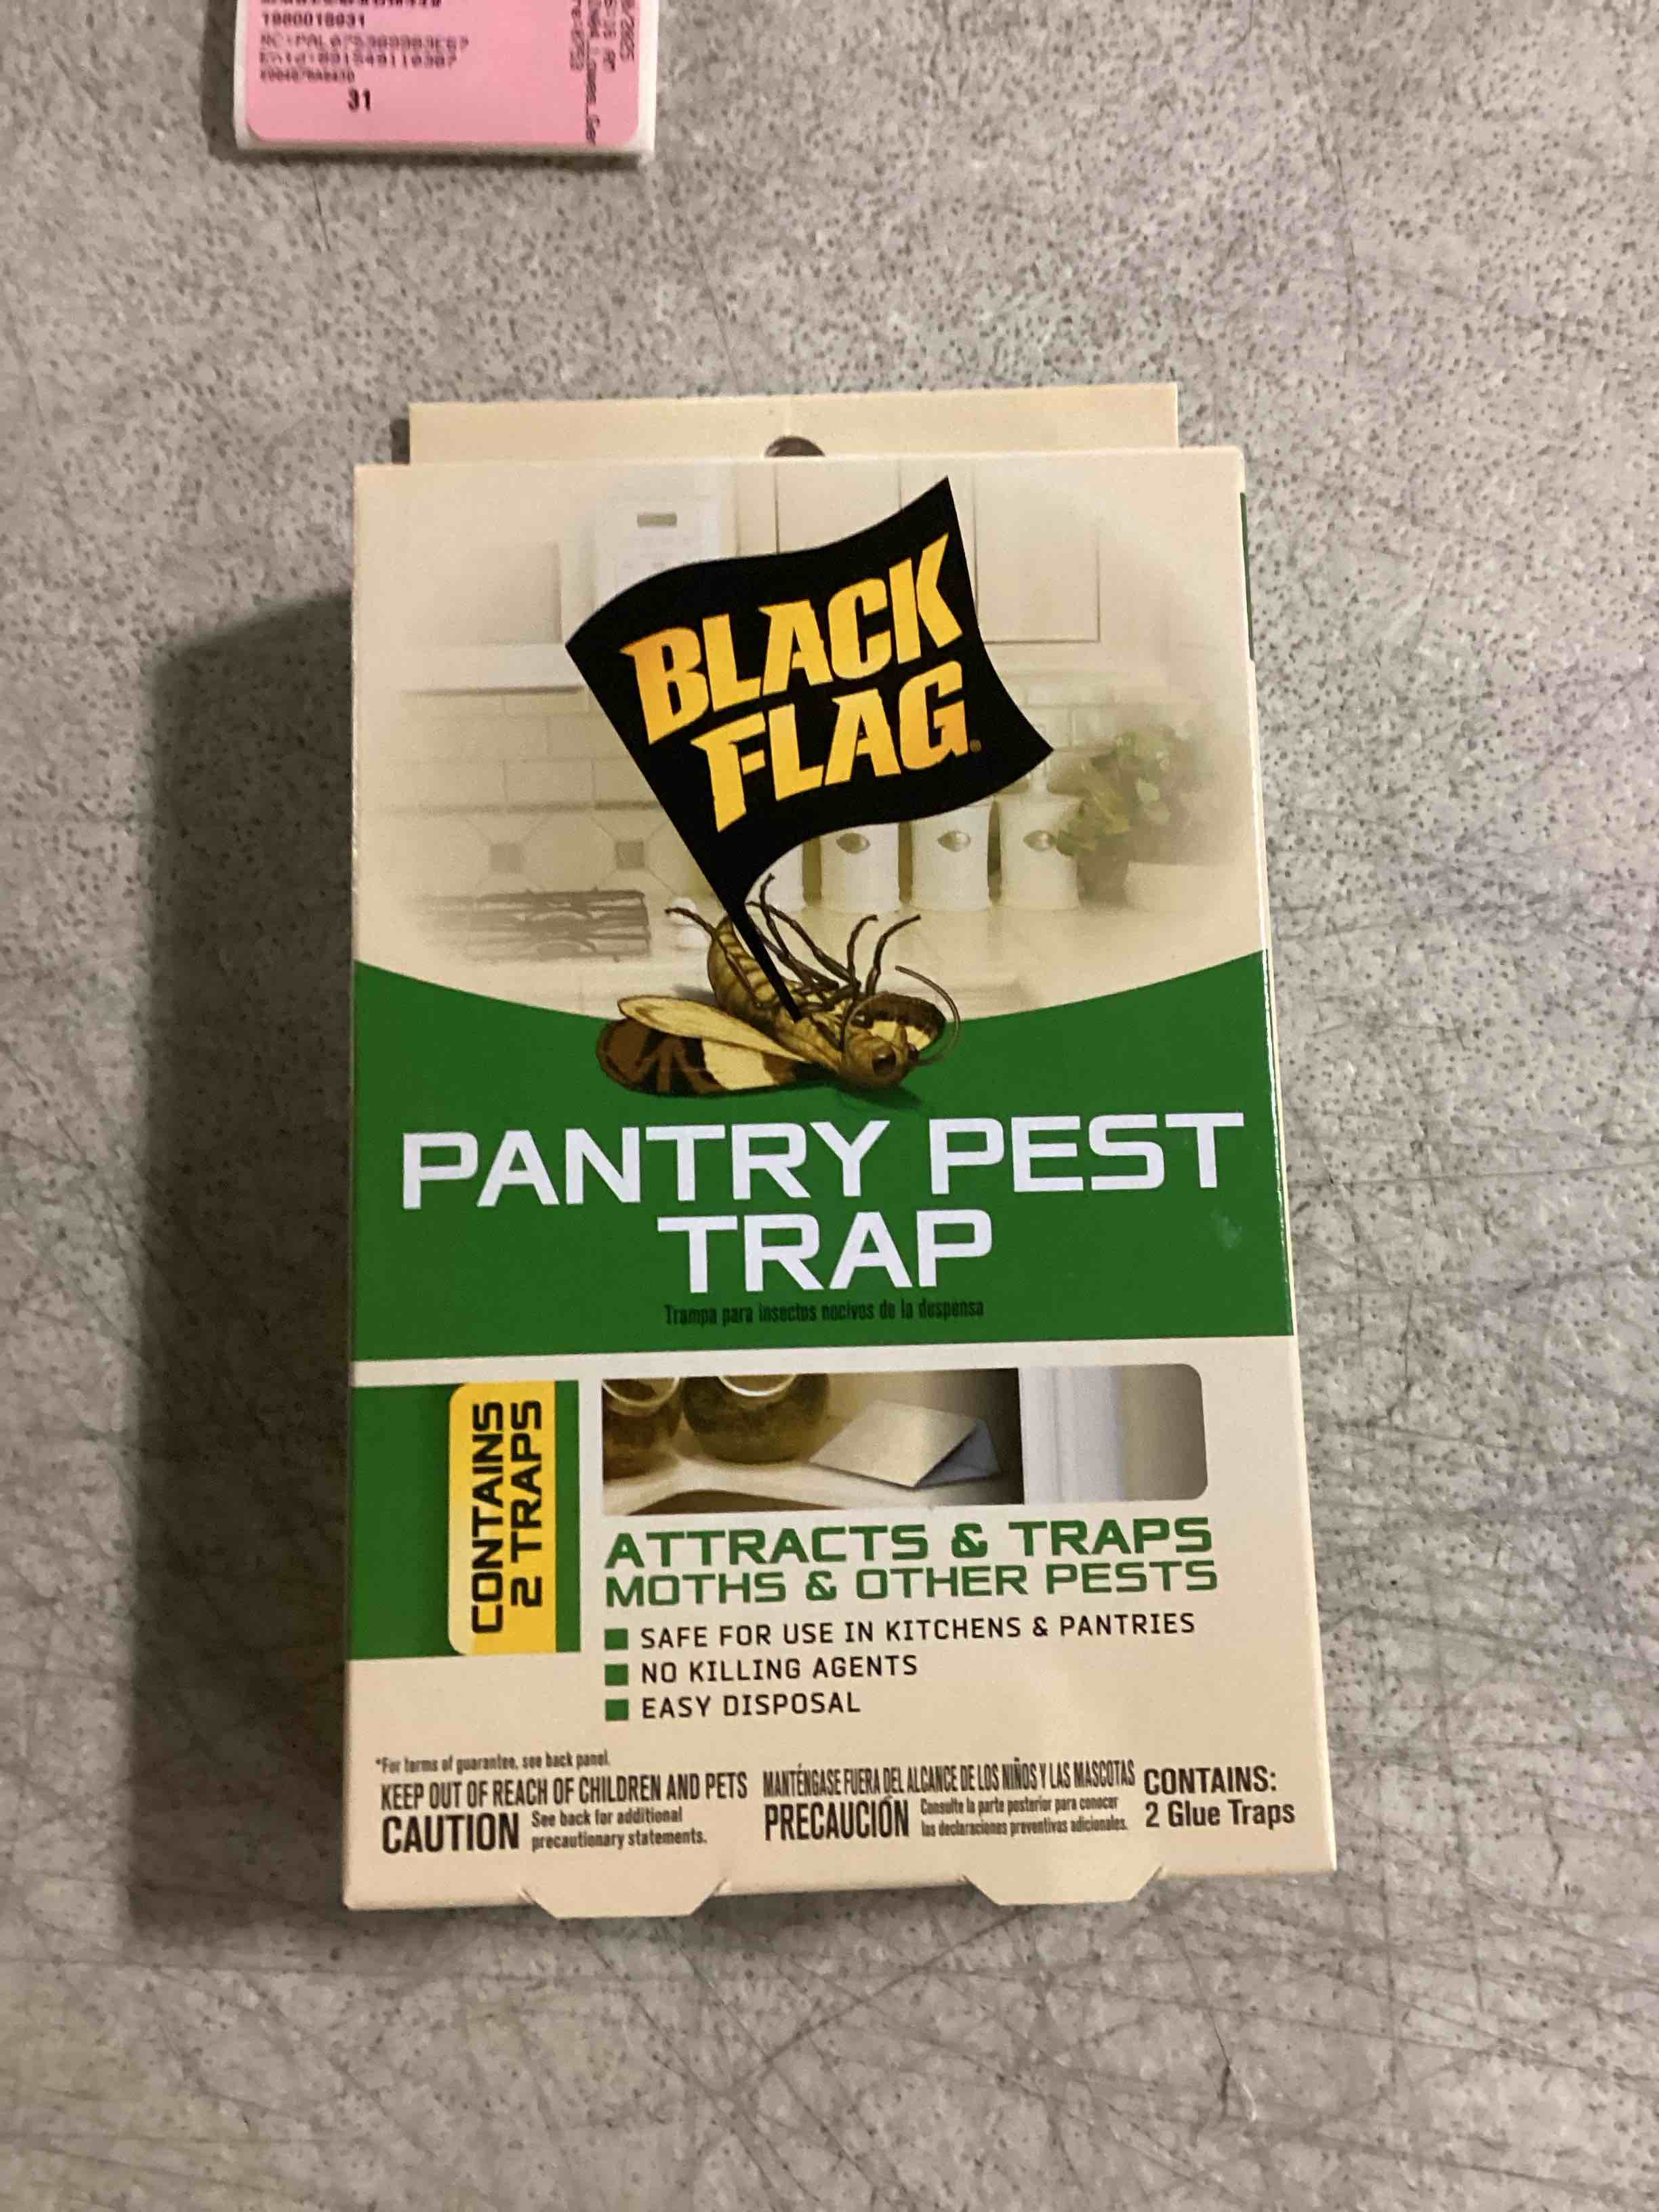 1980018931
31
BLACK
FLAG®
PANTRY PEST
TRAP
Trampa para insectos nocivos de la despensa
CONTAINS
2 TRAPS
ATTRACTS & TRAPS
MOTHS & OTHER PESTS
SAFE FOR USE IN KITCHENS & PANTRIES
NO KILLING AGENTS
EASY DISPOSAL
*For terms of guarantee, see back panel.
KEEP OUT OF REACH OF CHILDREN AND PETS
CAUTION See back for additional
precautionary statements.
MANTÉNGASE FUERA DEL ALCANCE DE LOS NIÑOS Y LAS MASCOTAS
PRECAUCIÓN Consulte la parte posterior para conocer
las declaraciones preventivas adicionales.
CONTAINS:
2 Glue Traps